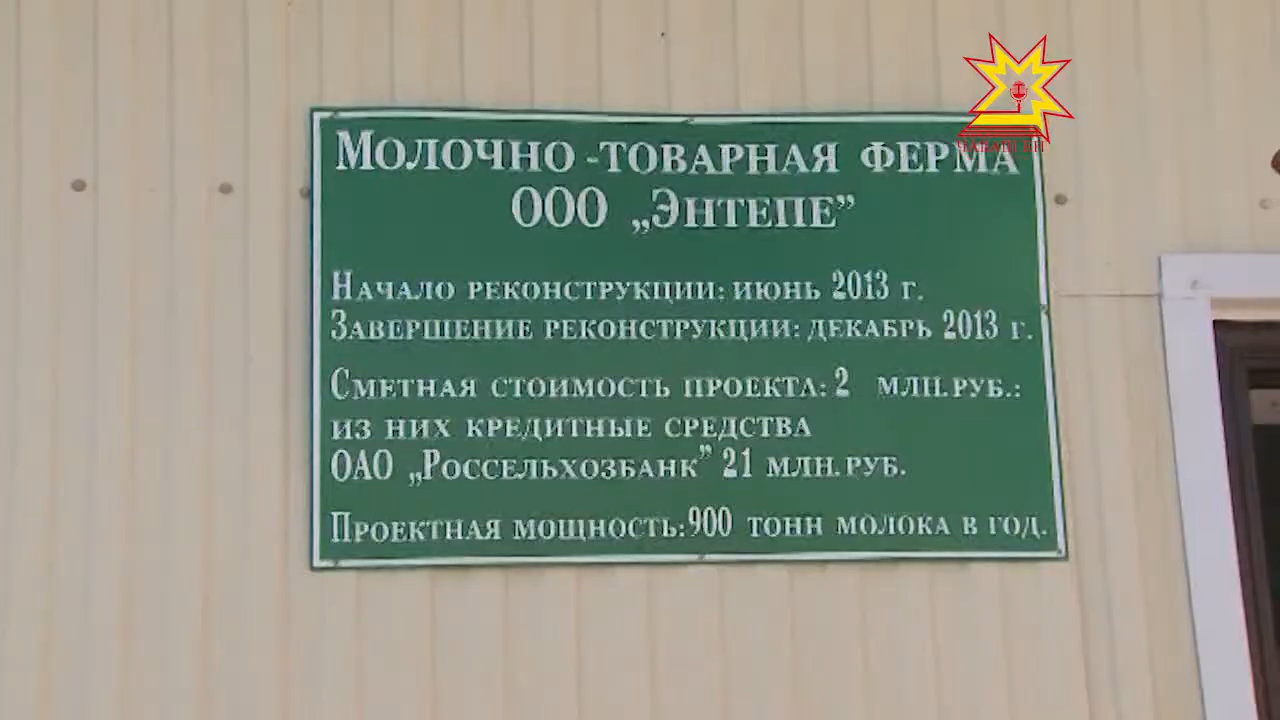 МОЛОЧНО-ТОВАРНАЯ ФЕРМА
ООО „ЭНТЕПЕ”
НАЧАЛО РЕКОНСТРУКЦИИ: ИЮНЬ 2013 Г.
ЗАВЕРШЕНИЕ РЕКОНСТРУКЦИИ: ДЕКАБРЬ 2013 Г.
СМЕТНАЯ СТОИМОСТЬ ПРОЕКТА: 2 МЛН.РУБ.:
ИЗ НИХ КРЕДИТНЫЕ СРЕДСТВА
ОАО „РОССЕЛЬХОЗБАНК” 21 МЛН.РУБ.
ПРОЕКТНАЯ МОЩНОСТЬ: 900 ТОНН МОЛОКА В ГОД.